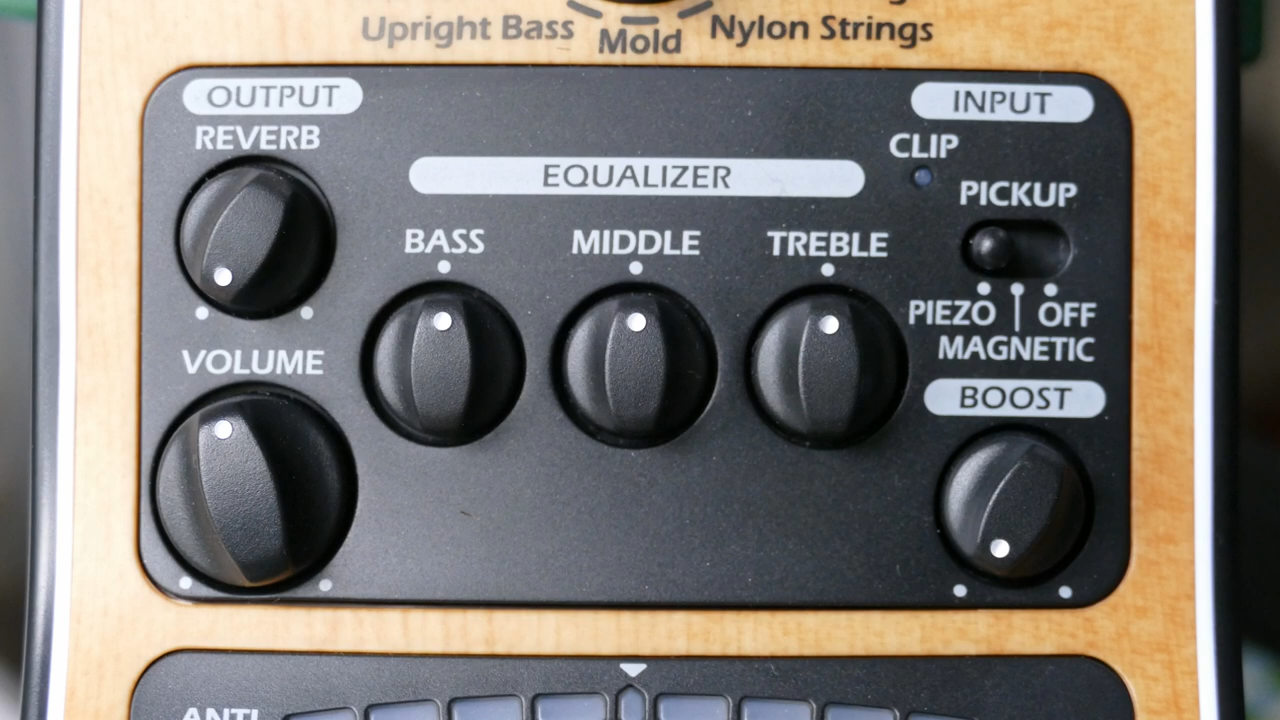 Upright Bass
Mold
Nylon Strings
OUTPUT
REVERB
VOLUME
EQUALIZER
BASS
MIDDLE
TREBLE
INPUT
CLIP
PICKUP
PIEZO
OFF
MAGNETIC
BOOST
ANTI